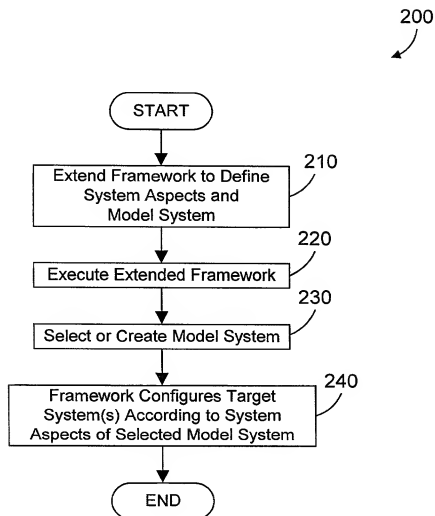 200
START
210
Extend Framework to Define
System Aspects and
Model System
220
Execute Extended Framework
230
Select or Create Model System
240
Framework Configures Target
System(s) According to System
Aspects of Selected Model System
END